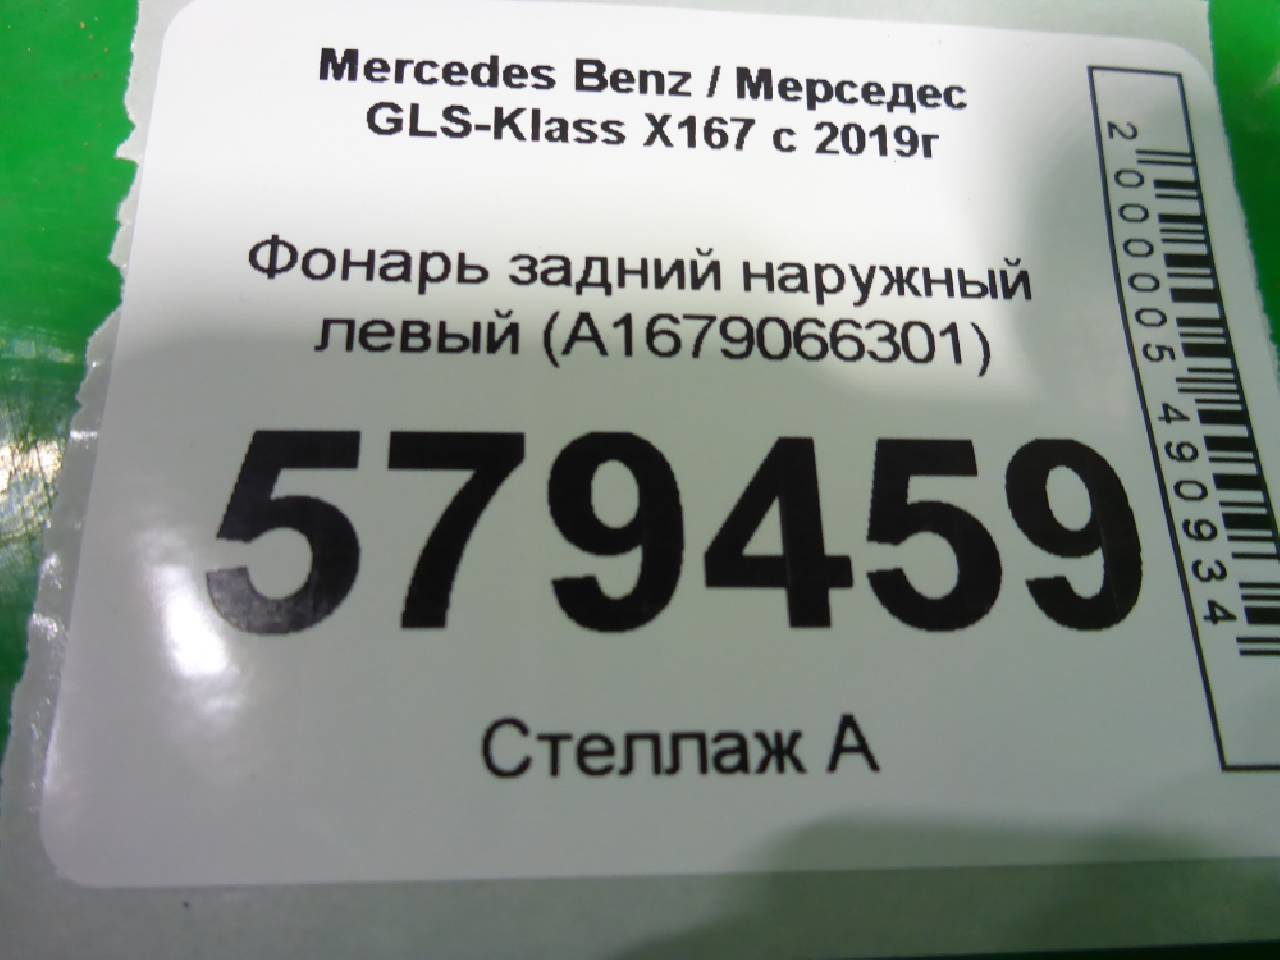 Mercedes Benz / Мерседес
GLS-Klass X167 с 2019г
Фонарь задний наружный
левый (A1679066301)
579459
Стеллаж А
2000005490934